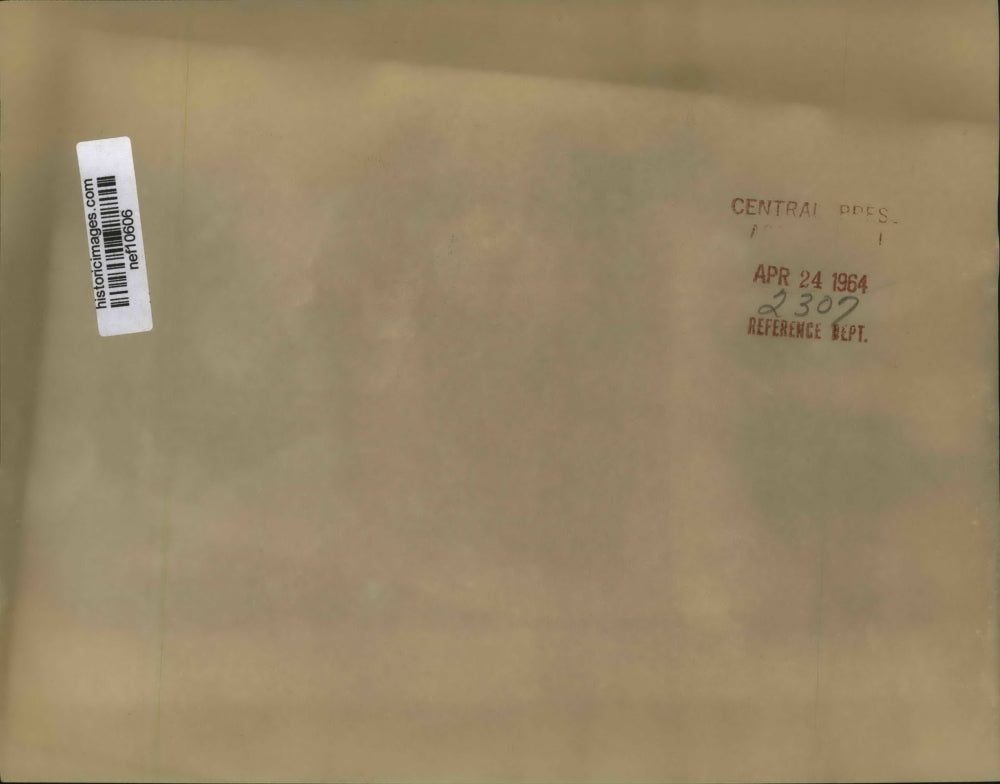 historicimages.com
nef10606
CENTRAL
APR 24 1964
2307
REFERENCE DEPT.